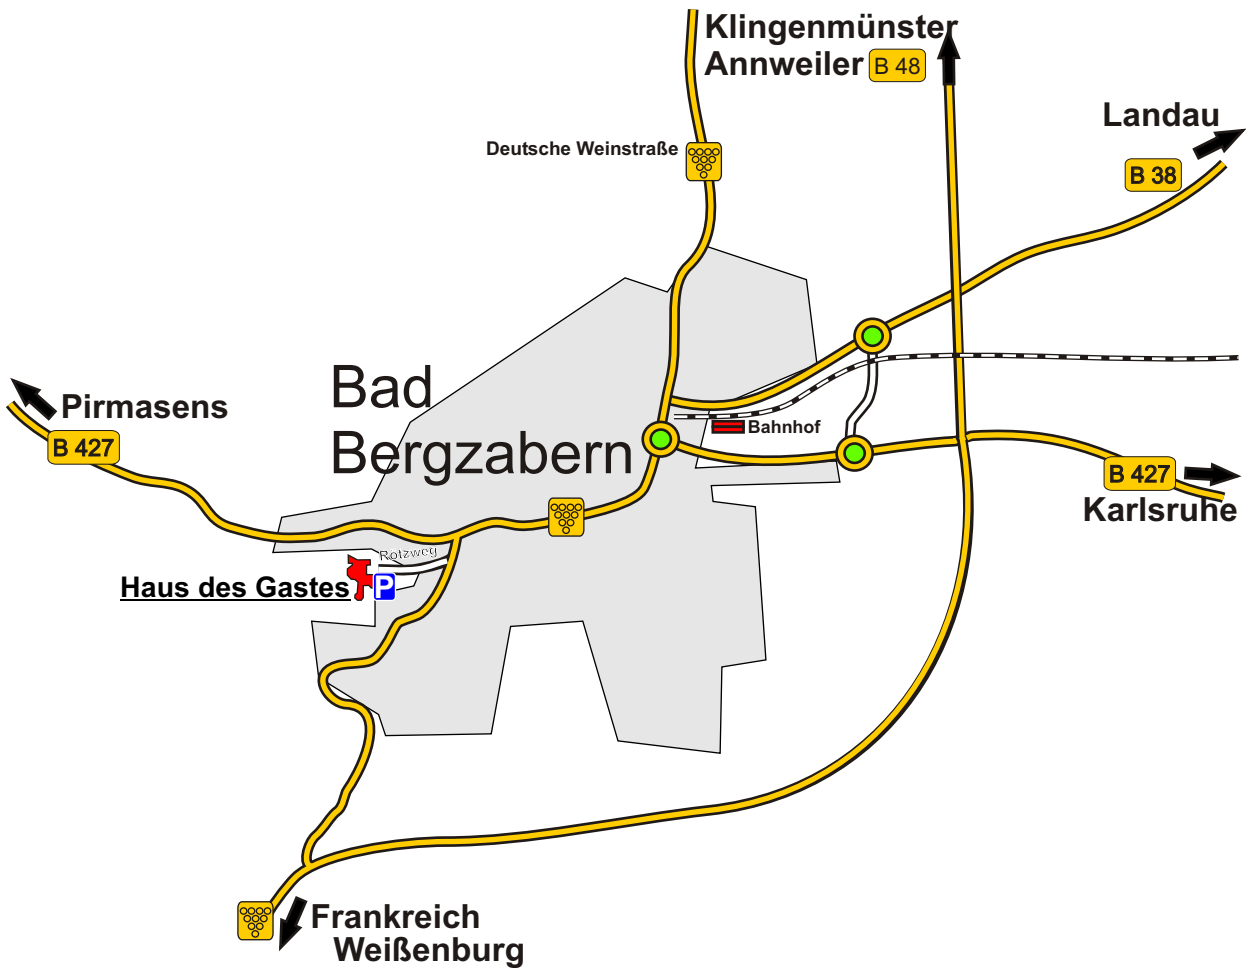 Klingenmünster
Annweiler B 48
Landau
Deutsche Weinstraße
B 38
Bad
Bergzabern
Pirmasens
B 427
Bahnhof
B 427
Karlsruhe
Rotzweg
Haus des Gastes P
Frankreich
Weißenburg